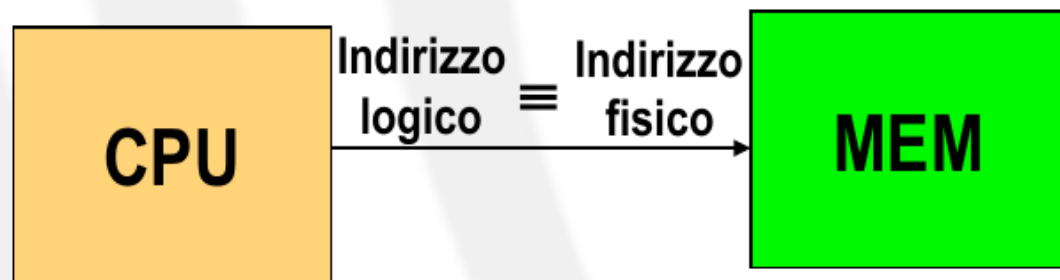 CPU
Indirizzo
logico
≡
Indirizzo
fisico
MEM